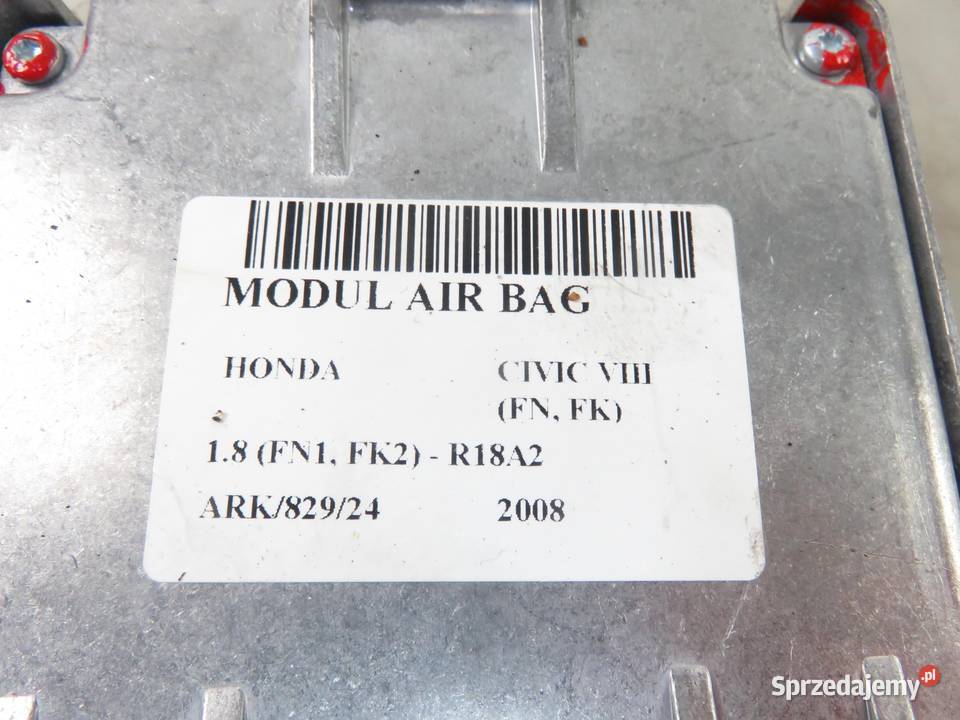 MODUL AIR BAG
HONDA CIVIC VIII
(FN, FK)
1.8 (FN1, FK2) - R18A2
ARK/829/24 2008
Sprzedajemy.pl